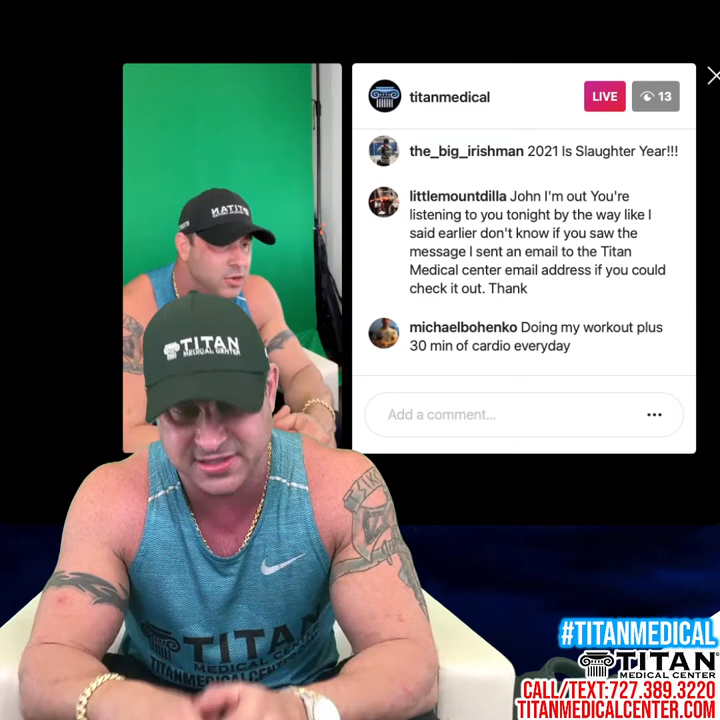 titanmedical
LIVE
13
the_big_irishman 2021 Is Slaughter Year!!!
littlemountdilla John I'm out You're
listening to you tonight by the way like I
said earlier don't know if you saw the
message I sent an email to the Titan
Medical center email address if you could
check it out. Thank
michaelbohenko Doing my workout plus
30 min of cardio everyday
Add a comment...
TITAN
TITAN
MEDICAL CENTER
TITAN
MEDICAL CENTER
#TITANMEDICAL
TITAN
MEDICAL CENTER
CALL/TEXT:727.389.3220
TITANMEDICALCENTER.COM